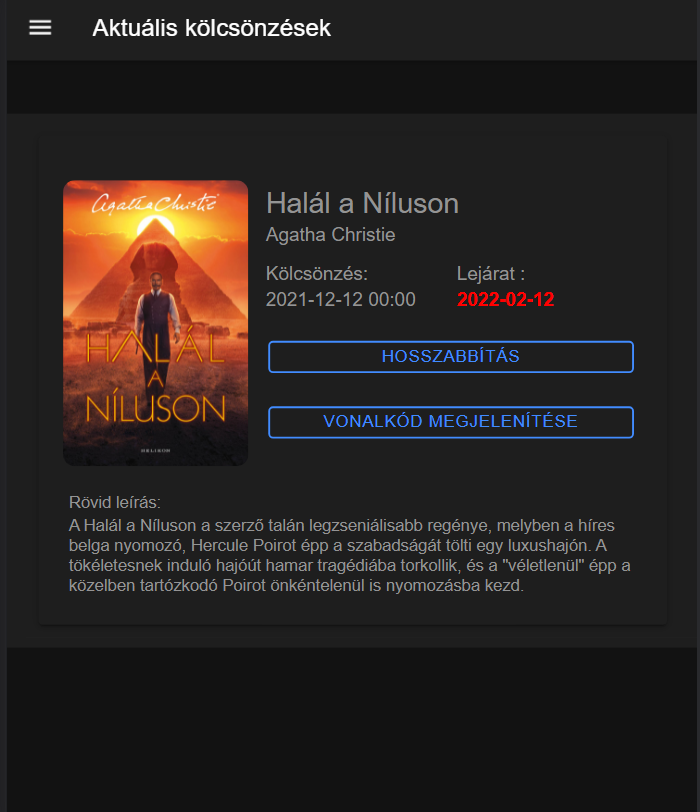 Aktuális kölcsönzések
Agatha Christie
HALÁL
A
NÍLUSON
HELIKON
Halál a Níluson
Agatha Christie
Kölcsönzés:
2021-12-12 00:00
Lejárat :
2022-02-12
HOSSZABBÍTÁS
VONALKÓD MEGJELENÍTÉSE
Rövid leírás:
A Halál a Níluson a szerző talán legzseniálisabb regénye, melyben a híres
belga nyomozó, Hercule Poirot épp a szabadságát tölti egy luxushajón. A
tökéletesnek induló hajóút hamar tragédiába torkollik, és a "véletlenül" épp a
közelben tartózkodó Poirot önkéntelenül is nyomozásba kezd.